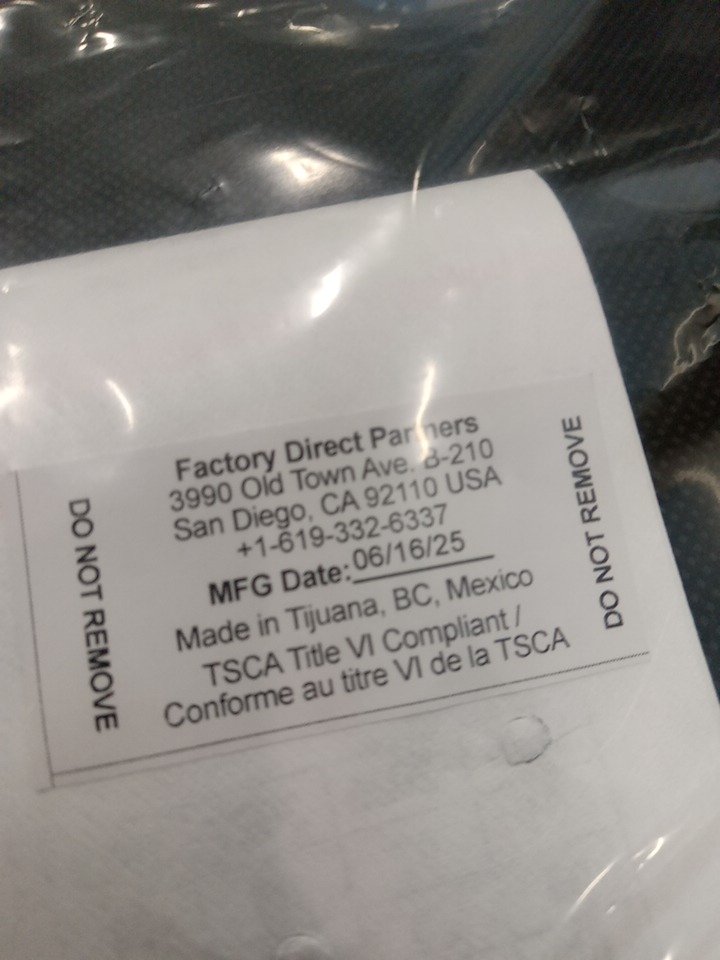 Factory Direct Partners
3990 Old Town Ave. B-210
San Diego, CA 92110 USA
+1-619-332-6337
MFG Date: 06/16/25
Made in Tijuana, BC, Mexico
TSCA Title VI Compliant /
Conforme au titre VI de la TSCA
DO NOT REMOVE
DO NOT REMOVE